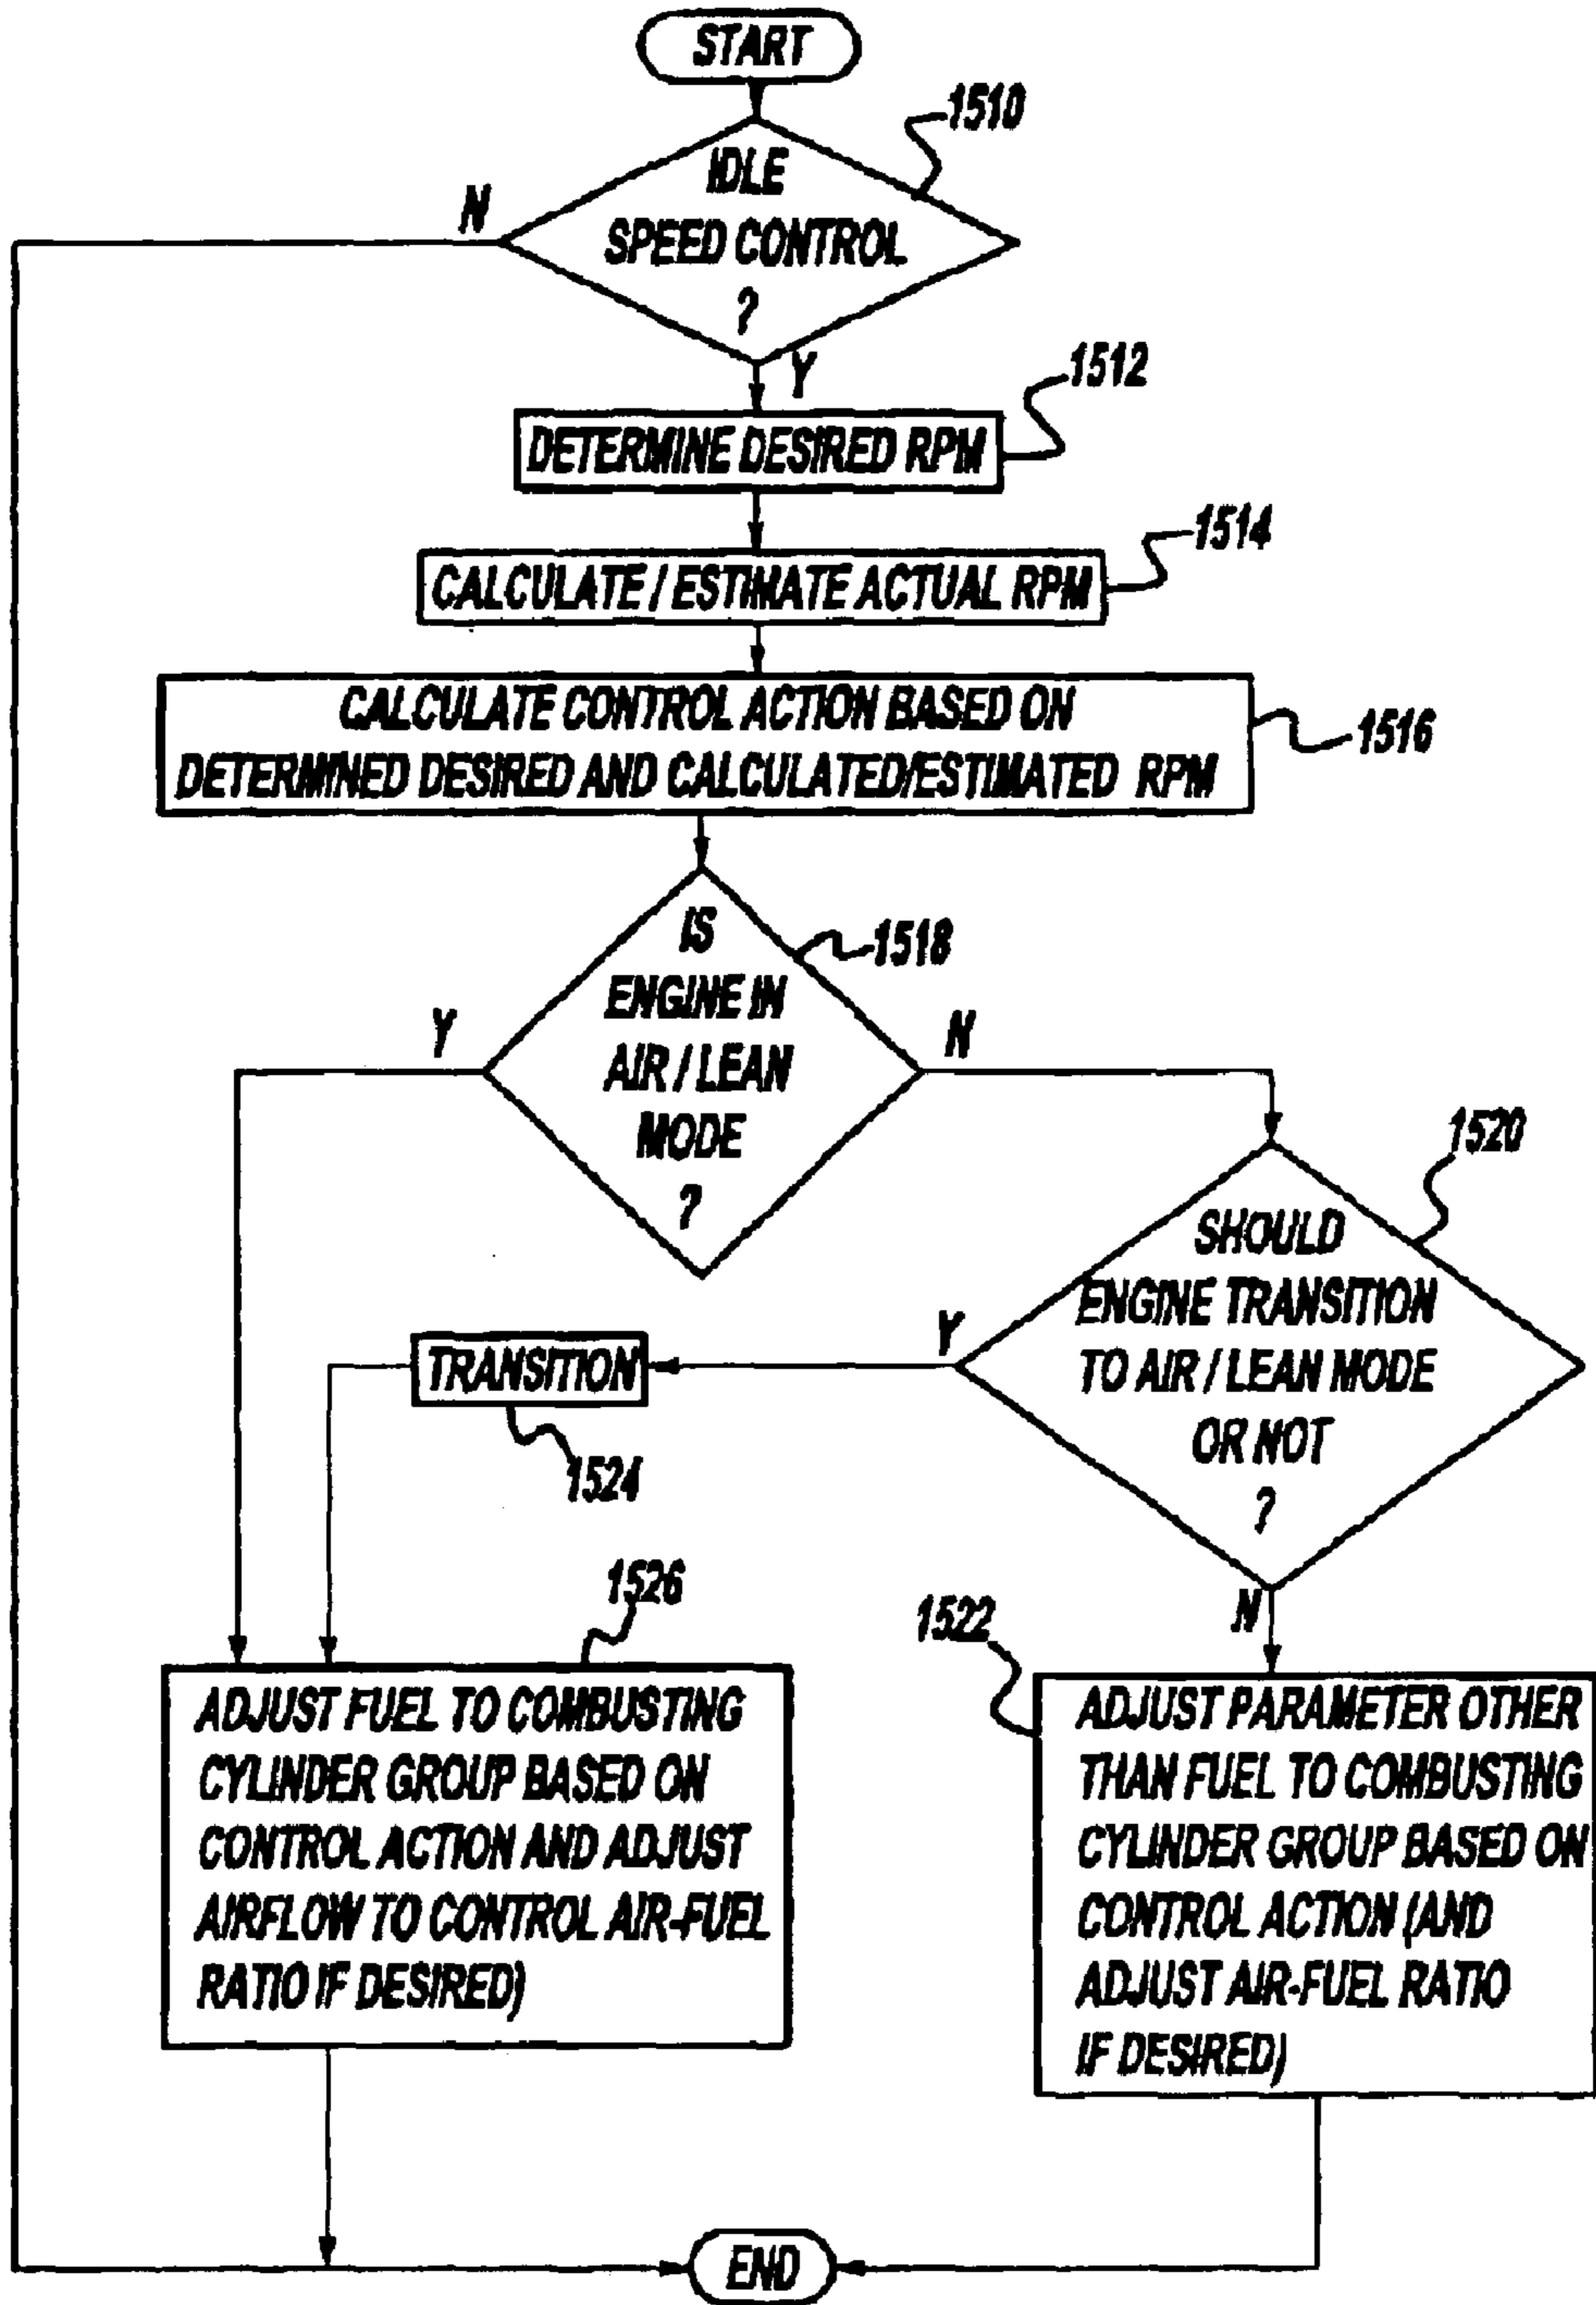 START
1510
IDLE
SPEED CONTROL
?
N
Y
1512
DETERMINE DESIRED RPM
1514
CALCULATE / ESTIMATE ACTUAL RPM
CALCULATE CONTROL ACTION BASED ON
DETERMINED DESIRED AND CALCULATED/ESTIMATED RPM
1516
IS
ENGINE IN
AIR / LEAN
MODE
?
1518
Y
N
1520
SHOULD
ENGINE TRANSITION
TO AIR / LEAN MODE
OR NOT
?
Y
TRANSITION
1524
N
1526
1522
ADJUST FUEL TO COMBUSTING
CYLINDER GROUP BASED ON
CONTROL ACTION AND ADJUST
AIRFLOW TO CONTROL AIR-FUEL
RATIO IF DESIRED)
ADJUST PARAMETER OTHER
THAN FUEL TO COMBUSTING
CYLINDER GROUP BASED ON
CONTROL ACTION (AND
ADJUST AIR-FUEL RATIO
IF DESIRED)
END